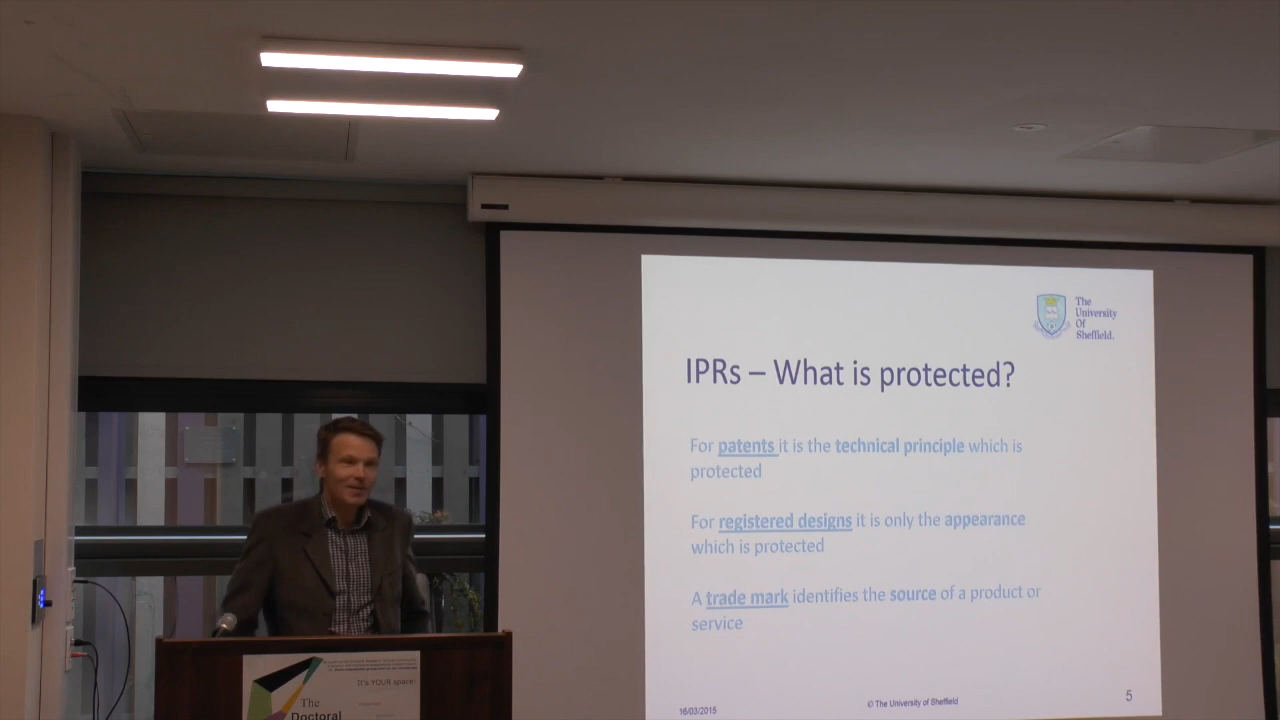 The
University
Of
Sheffield.
IPRs – What is protected?
For patents it is the technical principle which is
protected
For registered designs it is only the appearance
which is protected
A trade mark identifies the source of a product or
service
16/03/2015
© The University of Sheffield
5
It's YOUR space!
The
Doctoral